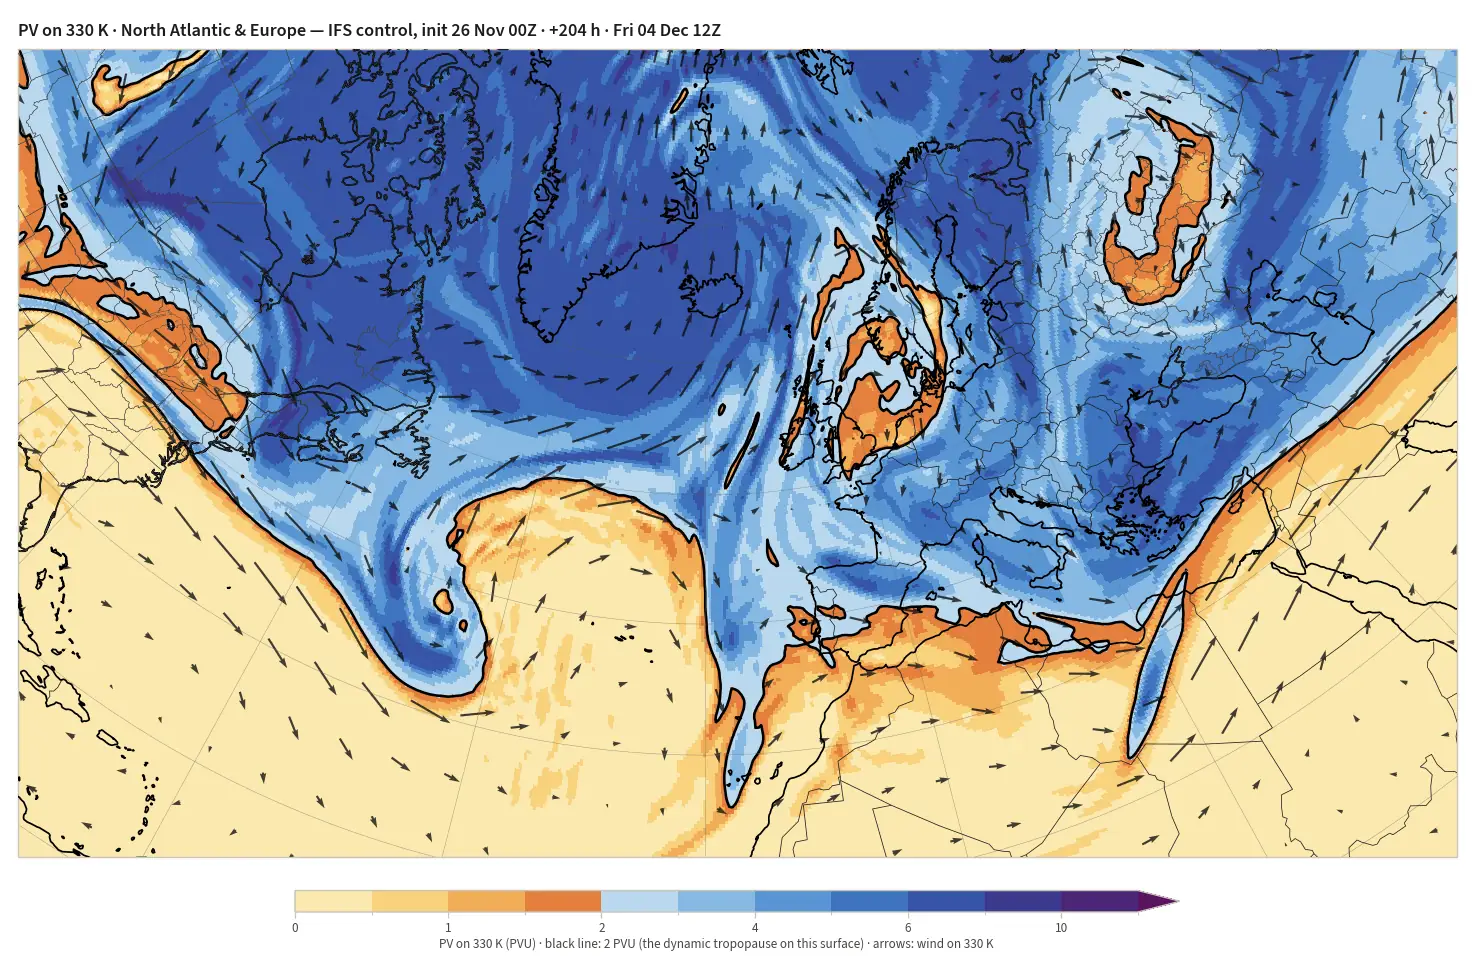 PV on 330 K · North Atlantic & Europe — IFS control, init 26 Nov 00Z · +204 h · Fri 04 Dec 12Z
0 1 2 4 6 10
PV on 330 K (PVU) · black line: 2 PVU (the dynamic tropopause on this surface) · arrows: wind on 330 K